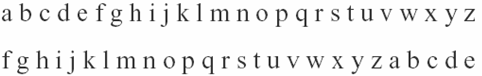 a b c d e f g h i j k l m n o p q r s t u v w x y z
f g h i j k l m n o p q r s t u v w x y z a b c d e